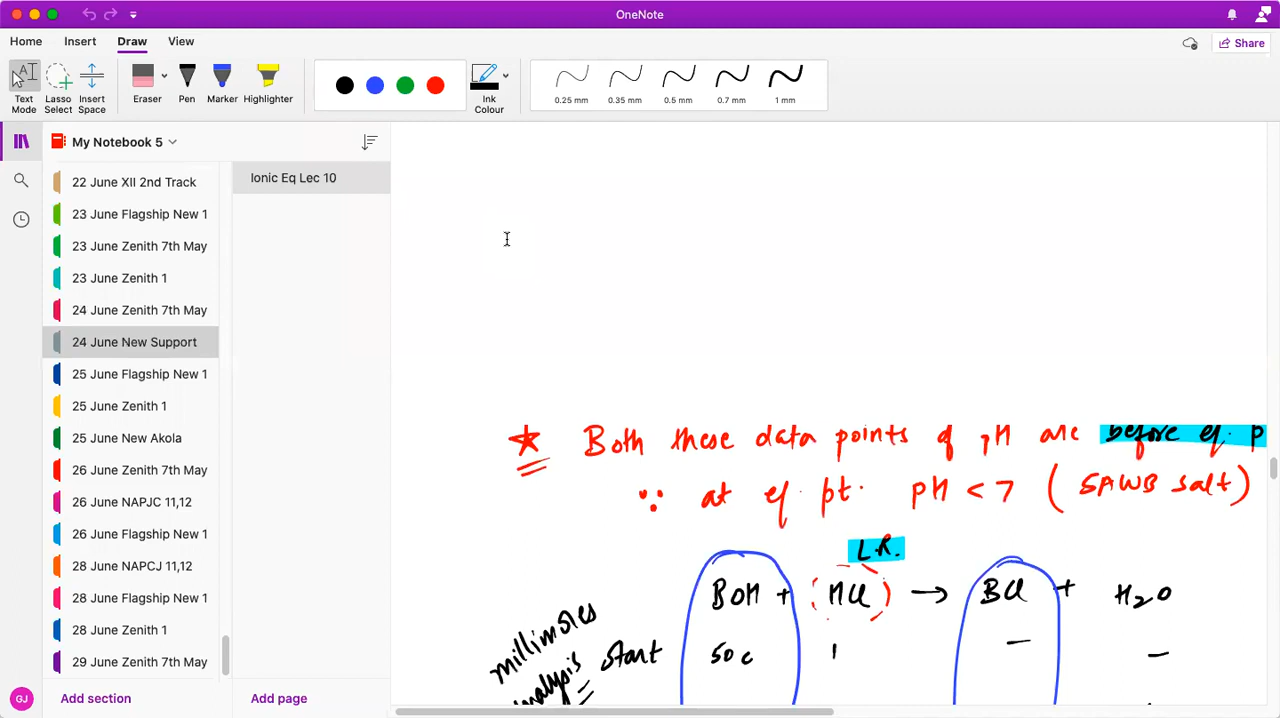 OneNote
Home Insert Draw View
Share
Text Mode
Lasso Select
Insert Space
Eraser
Pen
Marker
Highlighter
Ink Colour
0.25 mm 0.35 mm 0.5 mm 0.7 mm 1 mm
My Notebook 5
22 June XII 2nd Track
23 June Flagship New 1
23 June Zenith 7th May
23 June Zenith 1
24 June Zenith 7th May
24 June New Support
25 June Flagship New 1
25 June Zenith 1
25 June New Akola
26 June Zenith 7th May
26 June NAPJC 11,12
26 June Flagship New 1
28 June NAPCJ 11,12
28 June Flagship New 1
28 June Zenith 1
29 June Zenith 7th May
Add section
GJ
Ionic Eq Lec 10
Add page
★ Both these data points of pH are before eq. p
∵ at eq. pt. pH < 7 (SAWB salt)
L.R.
BOH + HCl → BCl + H₂O
millimoles
analysis
start 50c 1 – –